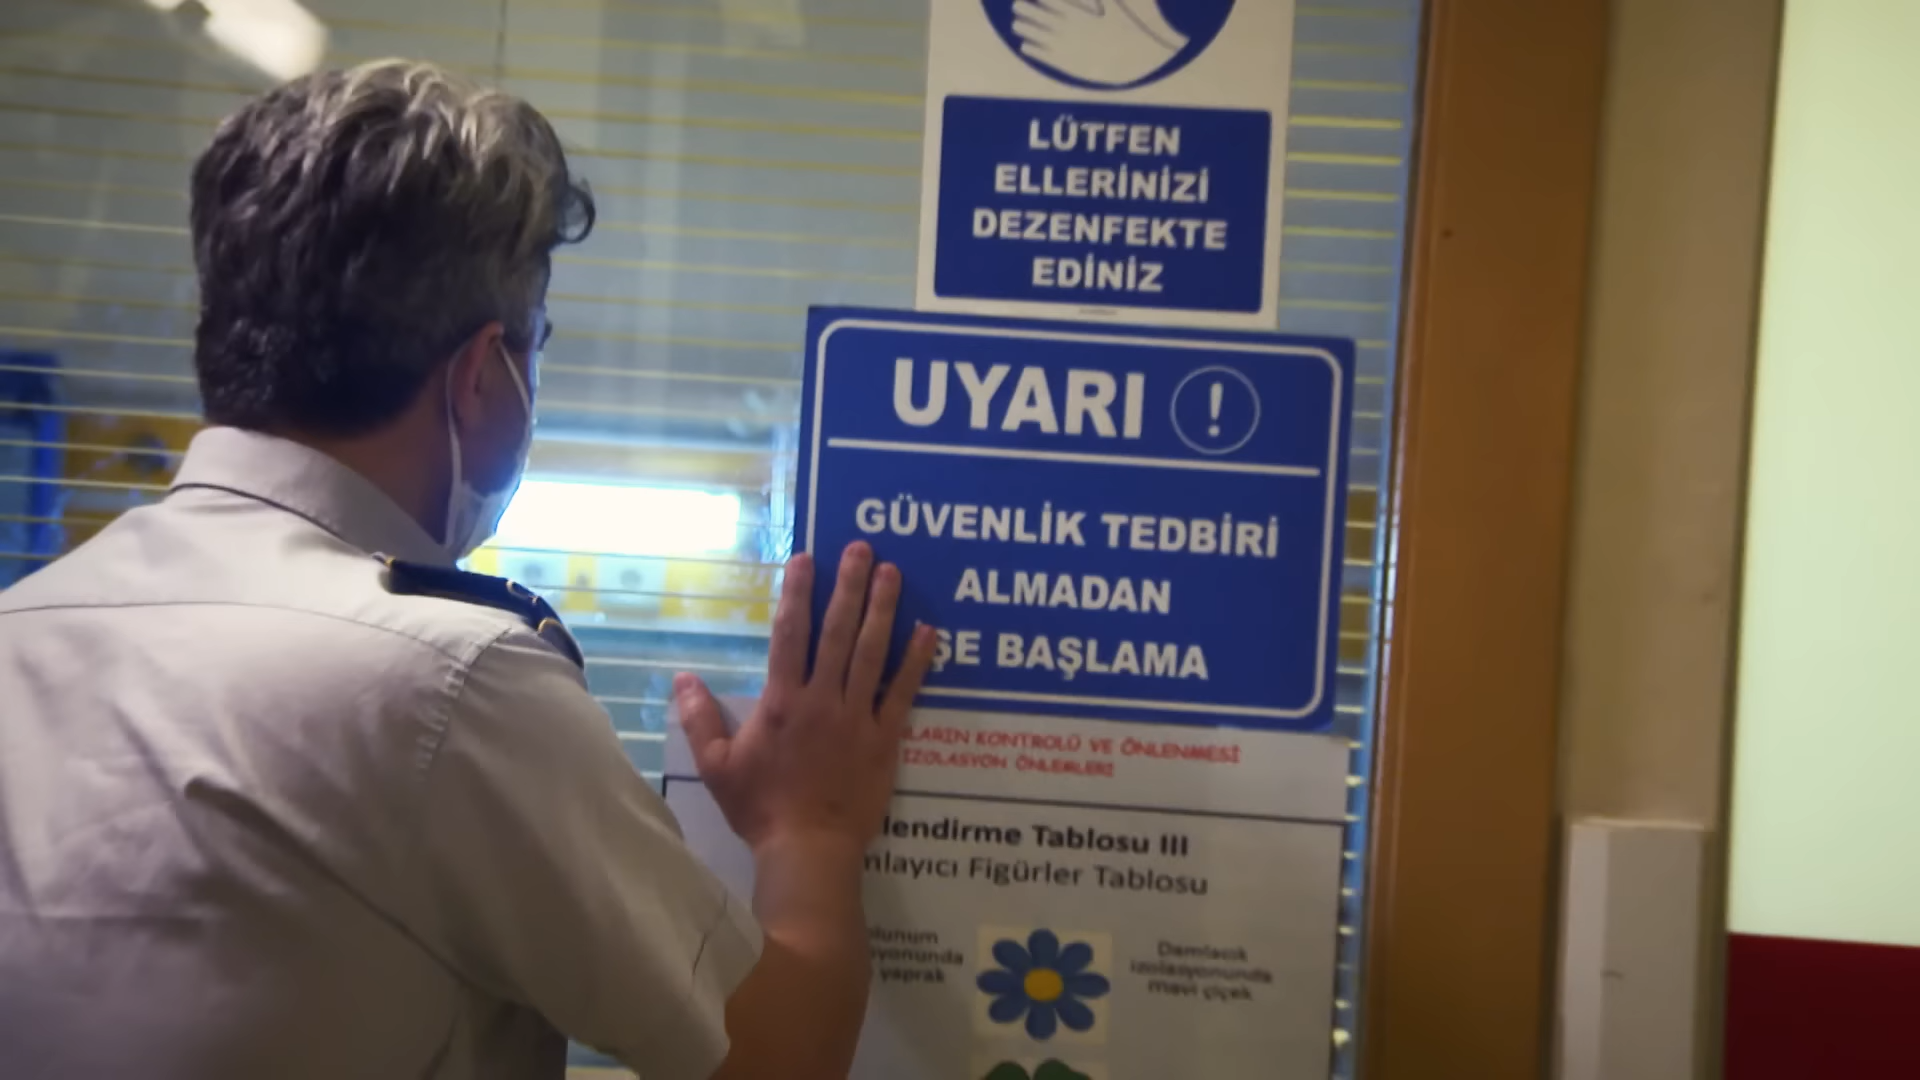 LÜTFEN
ELLERİNİZİ
DEZENFEKTE
EDİNİZ
UYARI !
GÜVENLİK TEDBİRİ
ALMADAN
ŞE BAŞLAMA
LARIN KONTROLÜ VE ÖNLENMESİ
İZOLASYON ÖNLEMLERİ
lendirme Tablosu III
mlayıcı Figürler Tablosu
olunum
yonunda
yaprak
Damlacık
izolasyonunda
mavi çiçek